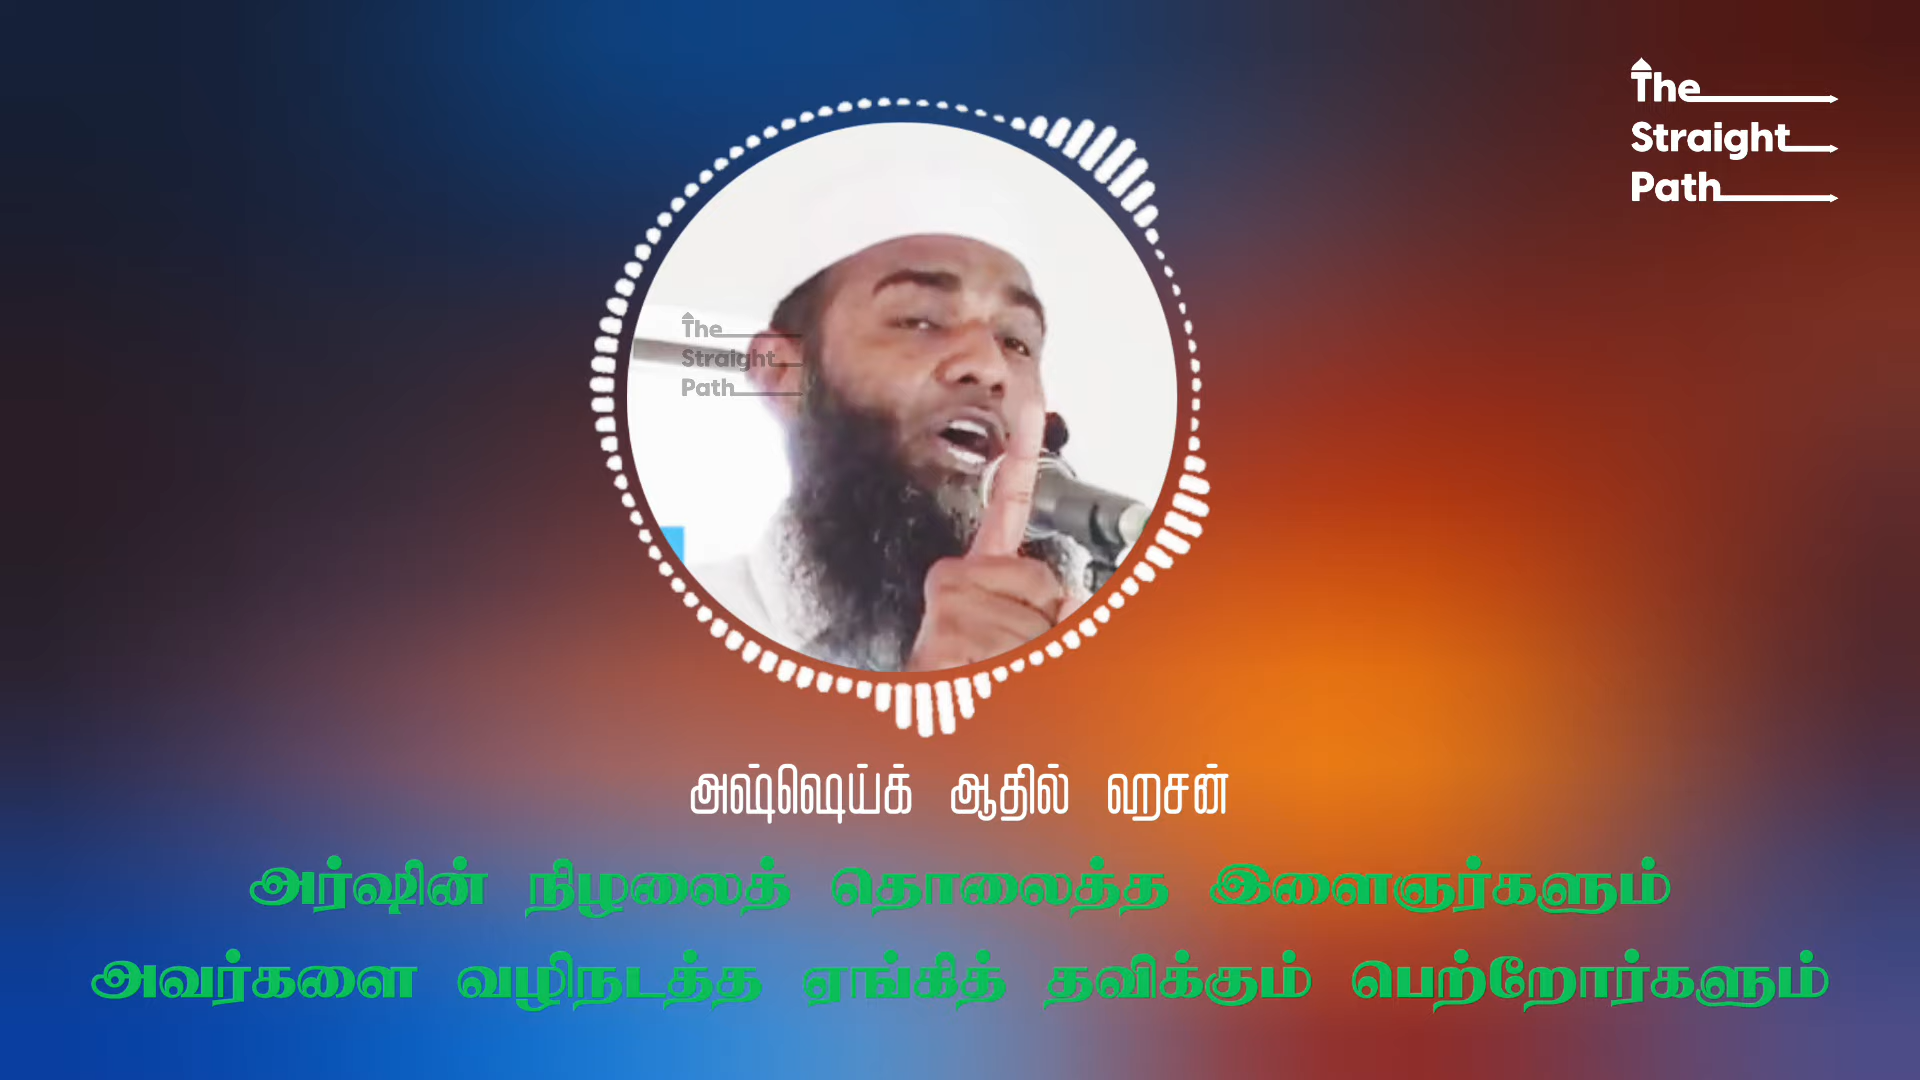 The
Straight
Path
The
Straight
Path
அஷ்ஷெய்க் ஆதில் ஹசன்
அர்ஷின் நிழலைத் தொலைத்த இளைஞர்களும்
அவர்களை வழிநடத்த ஏங்கித் தவிக்கும் பெற்றோர்களும்